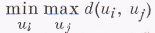 min max d(u_i, u_j)
u_i u_j